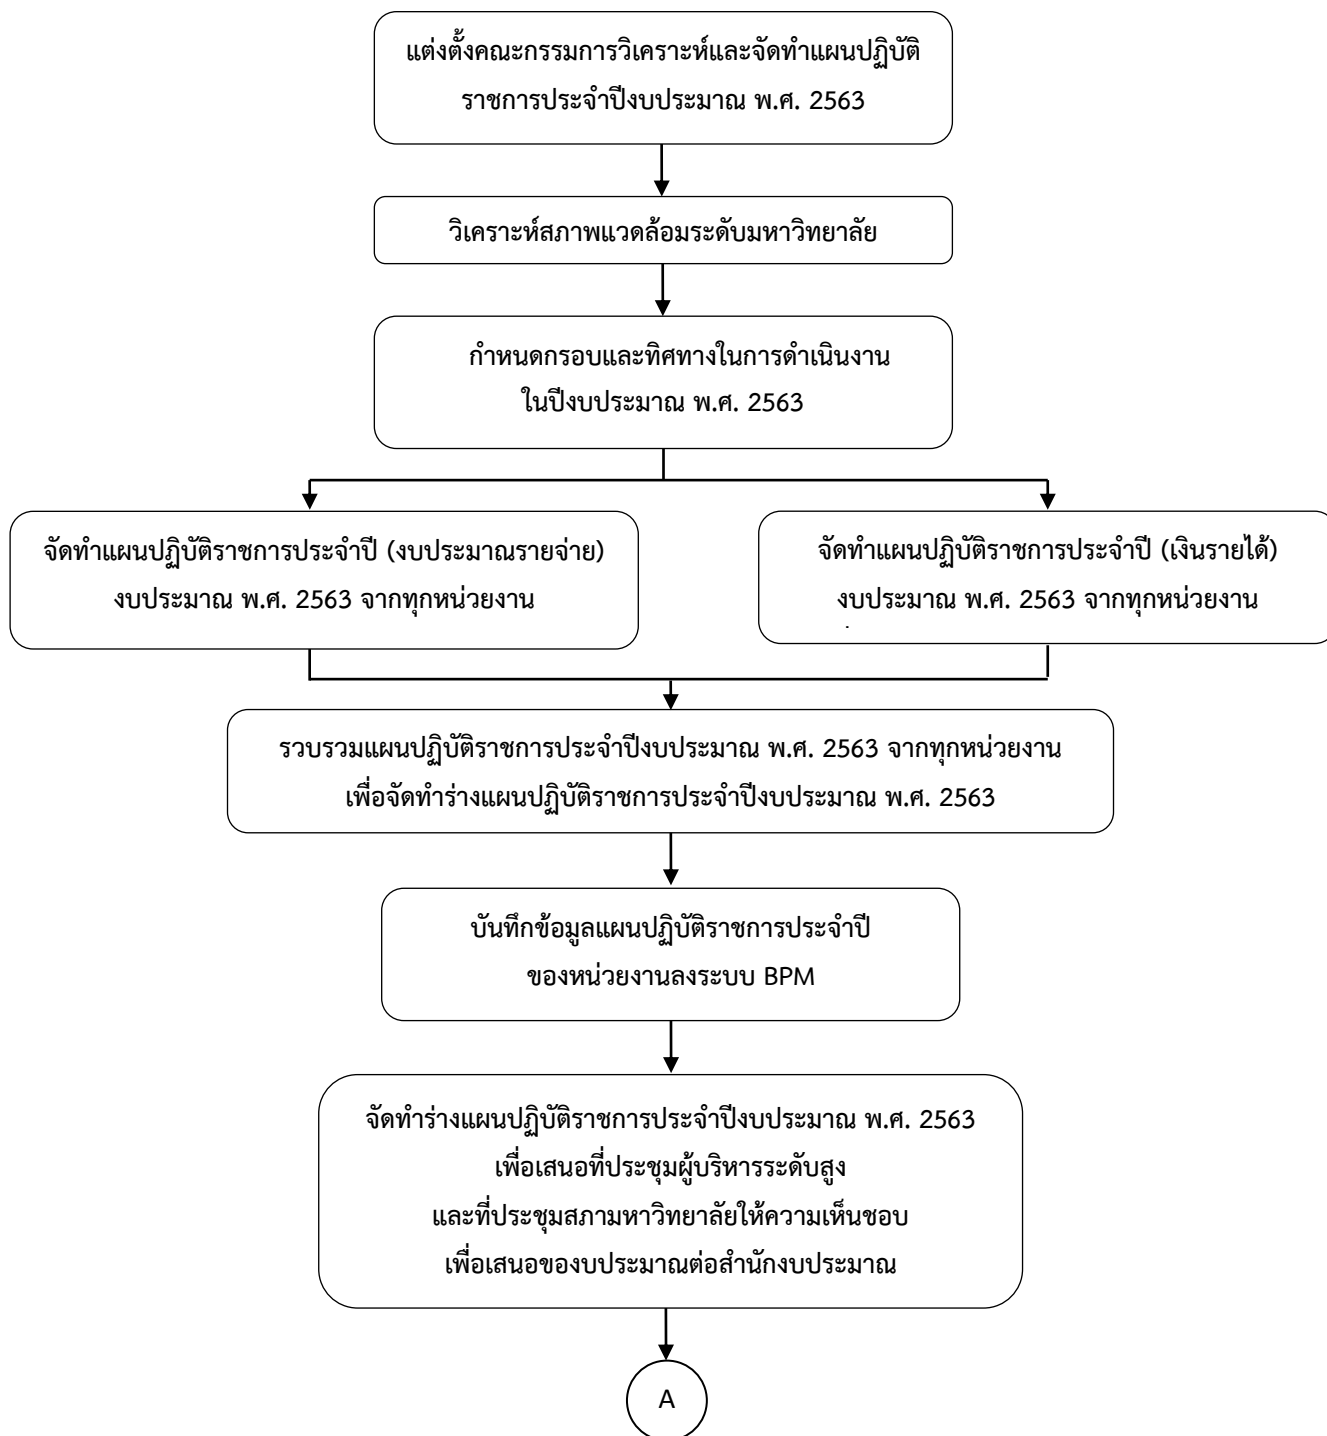 แต่งตั้งคณะกรรมการวิเคราะห์และจัดทำแผนปฏิบัติ
ราชการประจำปีงบประมาณ พ.ศ. 2563
วิเคราะห์สภาพแวดล้อมระดับมหาวิทยาลัย
กำหนดกรอบและทิศทางในการดำเนินงาน
ในปีงบประมาณ พ.ศ. 2563
จัดทำแผนปฏิบัติราชการประจำปี (งบประมาณรายจ่าย)
งบประมาณ พ.ศ. 2563 จากทุกหน่วยงาน
จัดทำแผนปฏิบัติราชการประจำปี (เงินรายได้)
งบประมาณ พ.ศ. 2563 จากทุกหน่วยงาน
รวบรวมแผนปฏิบัติราชการประจำปีงบประมาณ พ.ศ. 2563 จากทุกหน่วยงาน
เพื่อจัดทำร่างแผนปฏิบัติราชการประจำปีงบประมาณ พ.ศ. 2563
บันทึกข้อมูลแผนปฏิบัติราชการประจำปี
ของหน่วยงานลงระบบ BPM
จัดทำร่างแผนปฏิบัติราชการประจำปีงบประมาณ พ.ศ. 2563
เพื่อเสนอที่ประชุมผู้บริหารระดับสูง
และที่ประชุมสภามหาวิทยาลัยให้ความเห็นชอบ
เพื่อเสนอของบประมาณต่อสำนักงบประมาณ
A